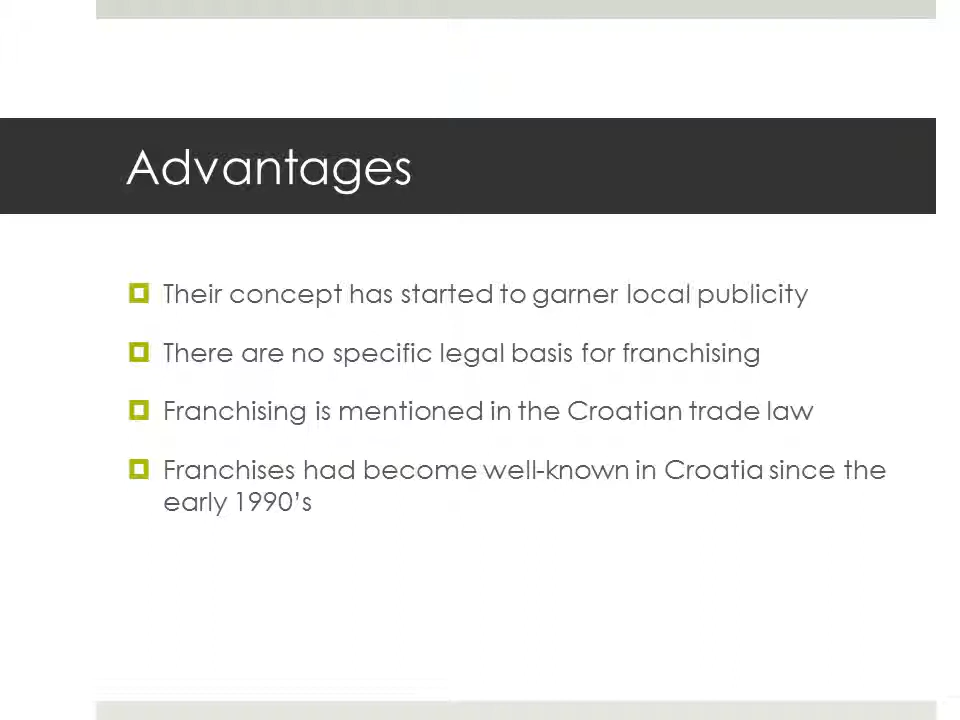 Advantages
Their concept has started to garner local publicity
There are no specific legal basis for franchising
Franchising is mentioned in the Croatian trade law
Franchises had become well-known in Croatia since the
early 1990’s